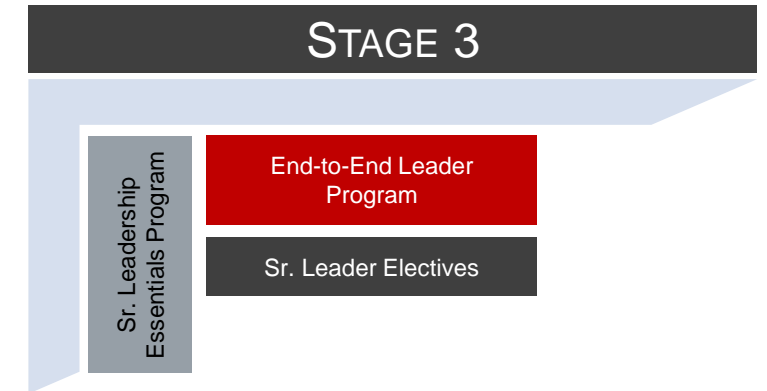 STAGE 3
Sr. Leadership
Essentials Program
End-to-End Leader
Program
Sr. Leader Electives